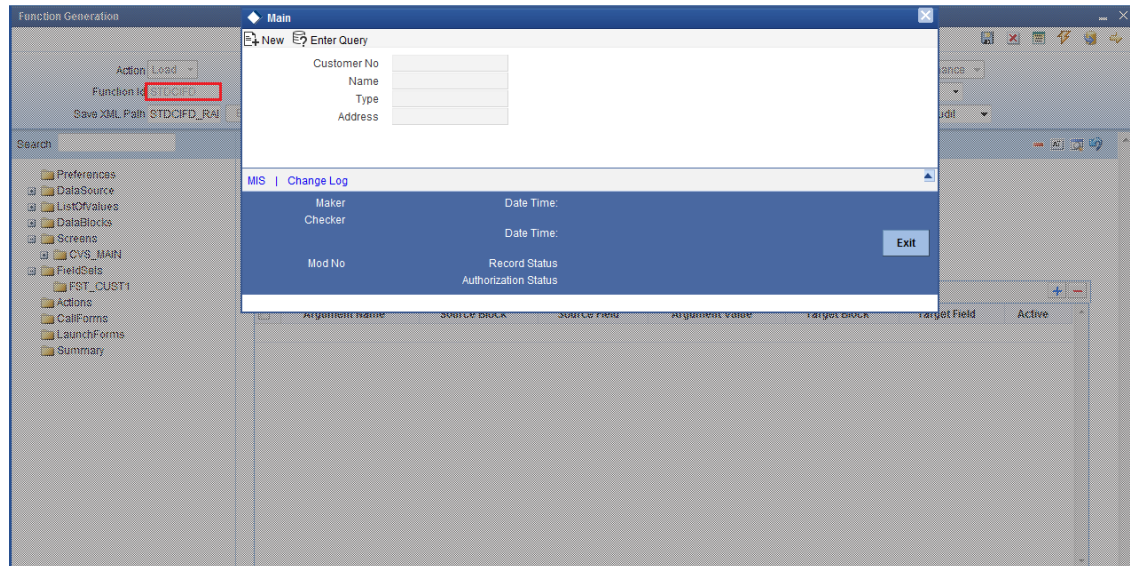 Function Generation
Main
New Enter Query
Action Load
Function Id STDCIFD
Save XML Path STDCIFD_RAI
Customer No
Name
Type
Address
Search
Preferences
DataSource
ListOfValues
DataBlocks
Screens
CVS_MAIN
FieldSets
FST_CUST1
Actions
CallForms
LaunchForms
Summary
MIS | Change Log
Maker Date Time:
Checker
Date Time:
Exit
Mod No Record Status
Authorization Status
Argument Name Source Block Source Field Argument Value Target Block Target Field Active